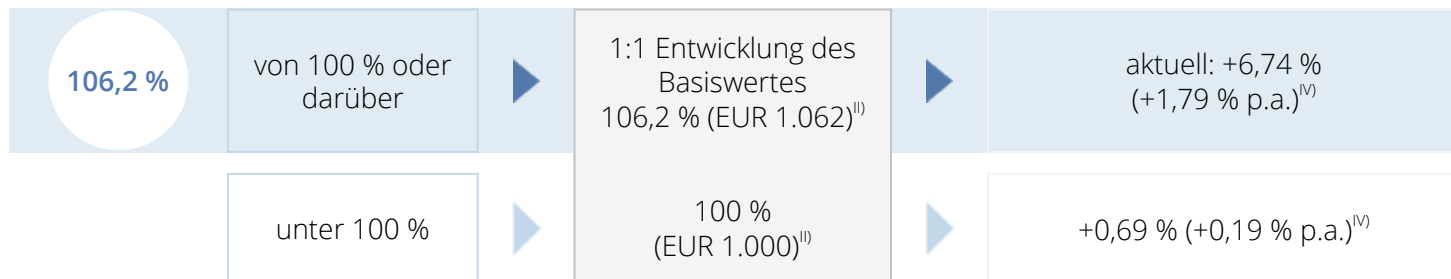 106,2 %
von 100 % oder
darüber
1:1 Entwicklung des
Basiswertes
106,2 % (EUR 1.062)II)
aktuell: +6,74 %
(+1,79 % p.a.)IV)
unter 100 %
100 %
(EUR 1.000)II)
+0,69 % (+0,19 % p.a.)IV)